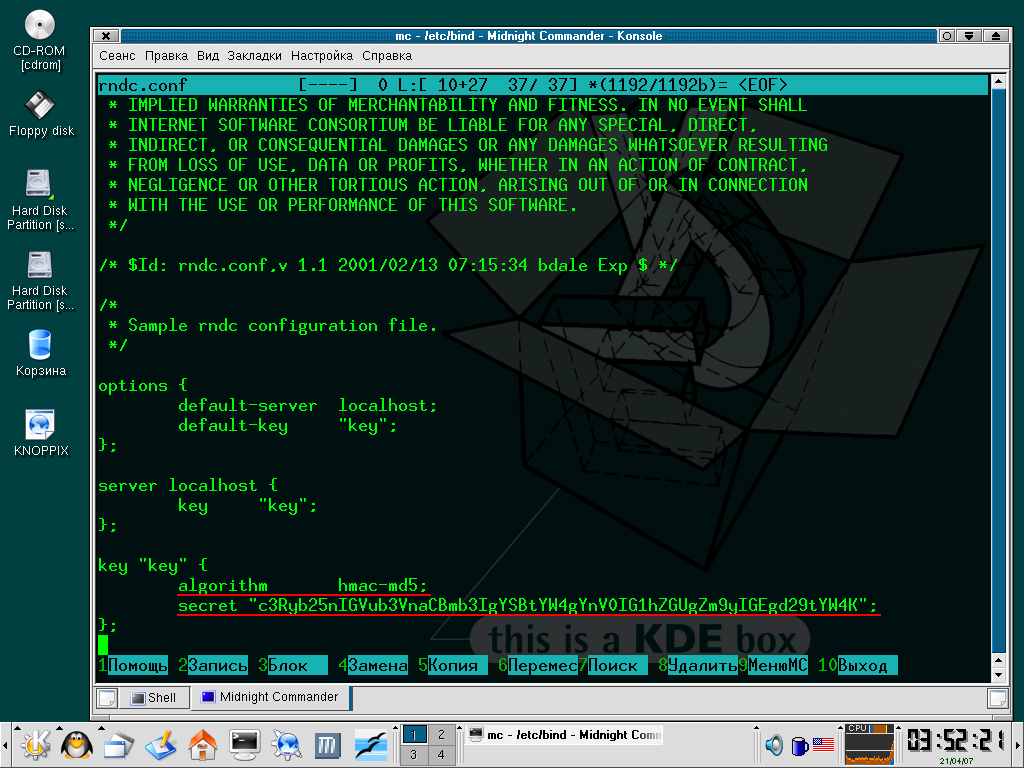 CD-ROM
[cdrom]
Floppy disk
Hard Disk
Partition [s...
Hard Disk
Partition [s...
Корзина
KNOPPIX
mc - /etc/bind - Midnight Commander - Konsole
Сеанс Правка Вид Закладки Настройка Справка
rndc.conf [----] 0 L:[ 10+27 37/ 37] *(1192/1192b)= <EOF>
* IMPLIED WARRANTIES OF MERCHANTABILITY AND FITNESS. IN NO EVENT SHALL
* INTERNET SOFTWARE CONSORTIUM BE LIABLE FOR ANY SPECIAL, DIRECT,
* INDIRECT, OR CONSEQUENTIAL DAMAGES OR ANY DAMAGES WHATSOEVER RESULTING
* FROM LOSS OF USE, DATA OR PROFITS, WHETHER IN AN ACTION OF CONTRACT,
* NEGLIGENCE OR OTHER TORTIOUS ACTION, ARISING OUT OF OR IN CONNECTION
* WITH THE USE OR PERFORMANCE OF THIS SOFTWARE.
*/
/* $Id: rndc.conf,v 1.1 2001/02/13 07:15:34 bdale Exp $ */
/*
* Sample rndc configuration file.
*/
options {
default-server localhost;
default-key "key";
};
server localhost {
key "key";
};
key "key" {
algorithm hmac-md5;
secret "c3Ryb25nIGVub3VnaCBmb3IgYSBtYW4gYnV0IG1hZGUgZm9yIGEgd29tYW4K";
};
this is a KDE box
1Помощь 2Запись 3Блок 4Замена 5Копия 6Перемес7Поиск 8Удалить9МенюMC 10Выход
Shell Midnight Commander
1 2
3 4
mc - /etc/bind - Midnight Comm
CPU
03:52:21
21/04/07